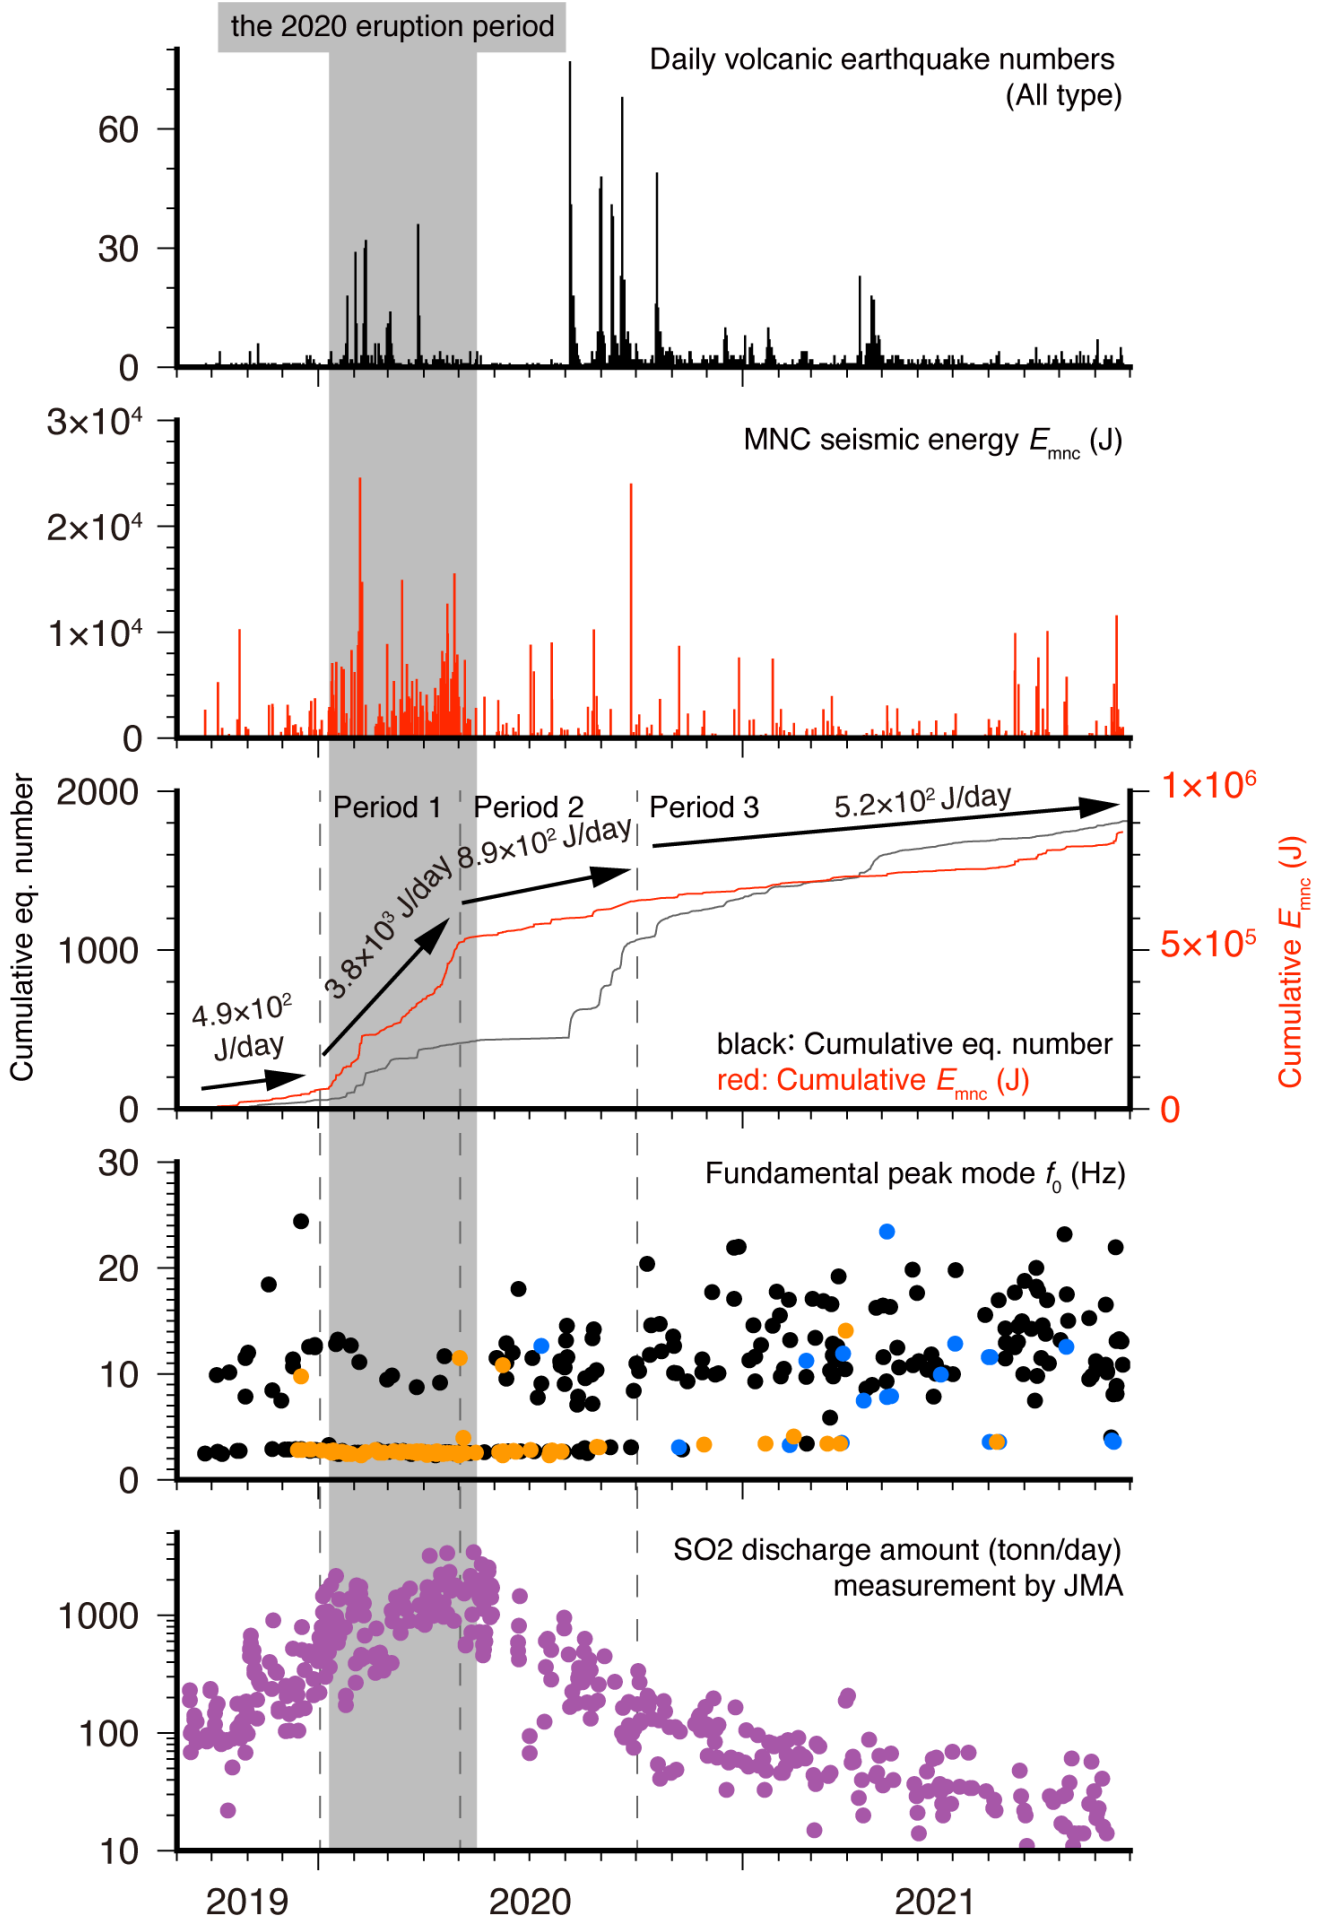 the 2020 eruption period
Daily volcanic earthquake numbers
(All type)
60
30
0
3×10⁴
MNC seismic energy Eₘₙ꜀ (J)
2×10⁴
1×10⁴
0
Cumulative eq. number
2000
1000
0
Period 1
Period 2
Period 3
4.9×10²
J/day
3.8×10³ J/day
8.9×10² J/day
5.2×10² J/day
1×10⁶
5×10⁵
0
Cumulative Eₘₙ꜀ (J)
black: Cumulative eq. number
red: Cumulative Eₘₙ꜀ (J)
30
Fundamental peak mode f₀ (Hz)
20
10
0
SO2 discharge amount (tonn/day)
measurement by JMA
1000
100
10
2019
2020
2021